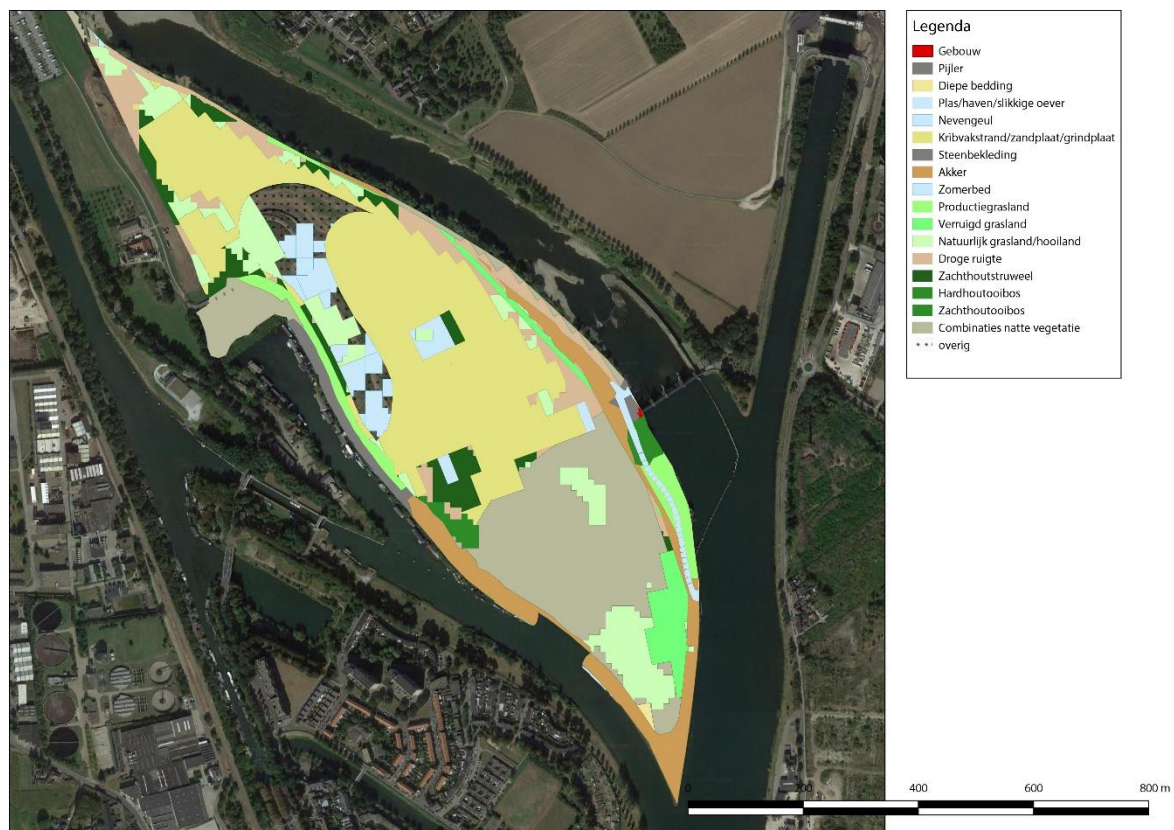 Legenda
Gebouw
Pijler
Diepe bedding
Plas/haven/slikkige oever
Nevengeul
Kribvakstrand/zandplaat/grindplaat
Steenbekleding
Akker
Zomerbed
Productiegrasland
Verruigd grasland
Natuurlijk grasland/hooiland
Droge ruigte
Zachthoutstruweel
Hardhoutooibos
Zachthoutooibos
Combinaties natte vegetatie
overig
0 200 400 600 800 m